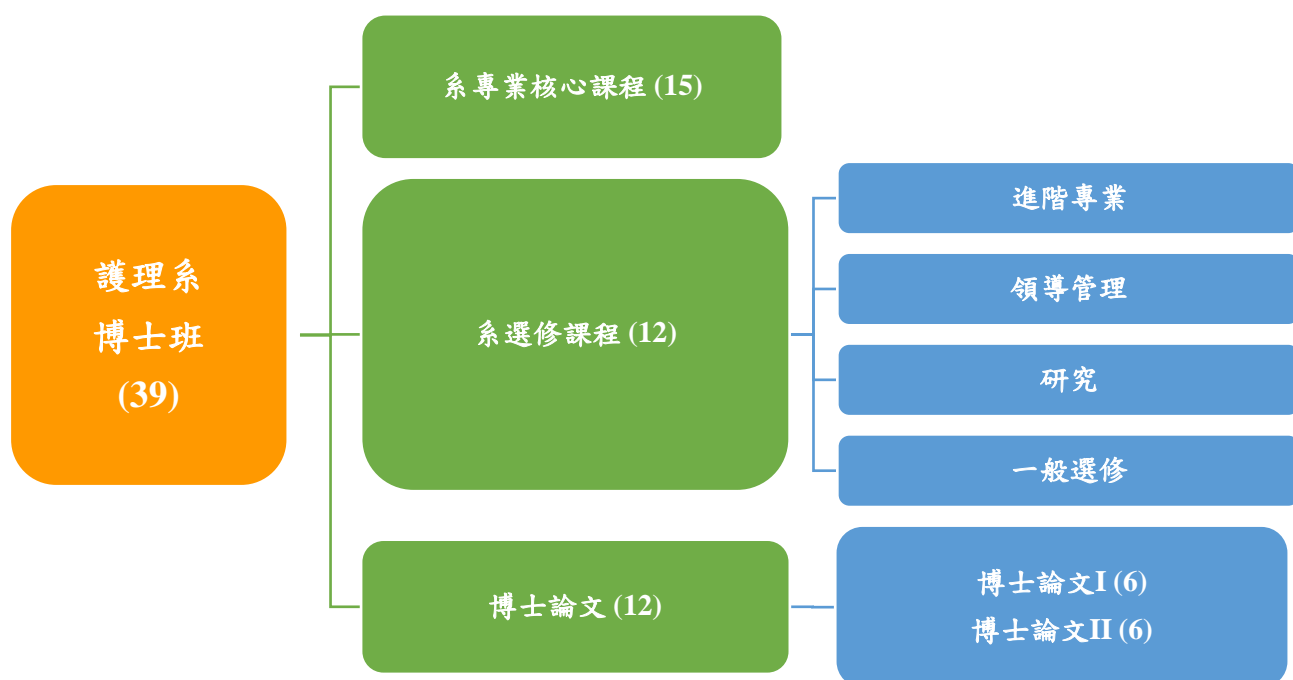 護理系
博士班
(39)
系專業核心課程 (15)
系選修課程 (12)
進階專業
領導管理
研究
一般選修
博士論文 (12)
博士論文I (6)
博士論文II (6)